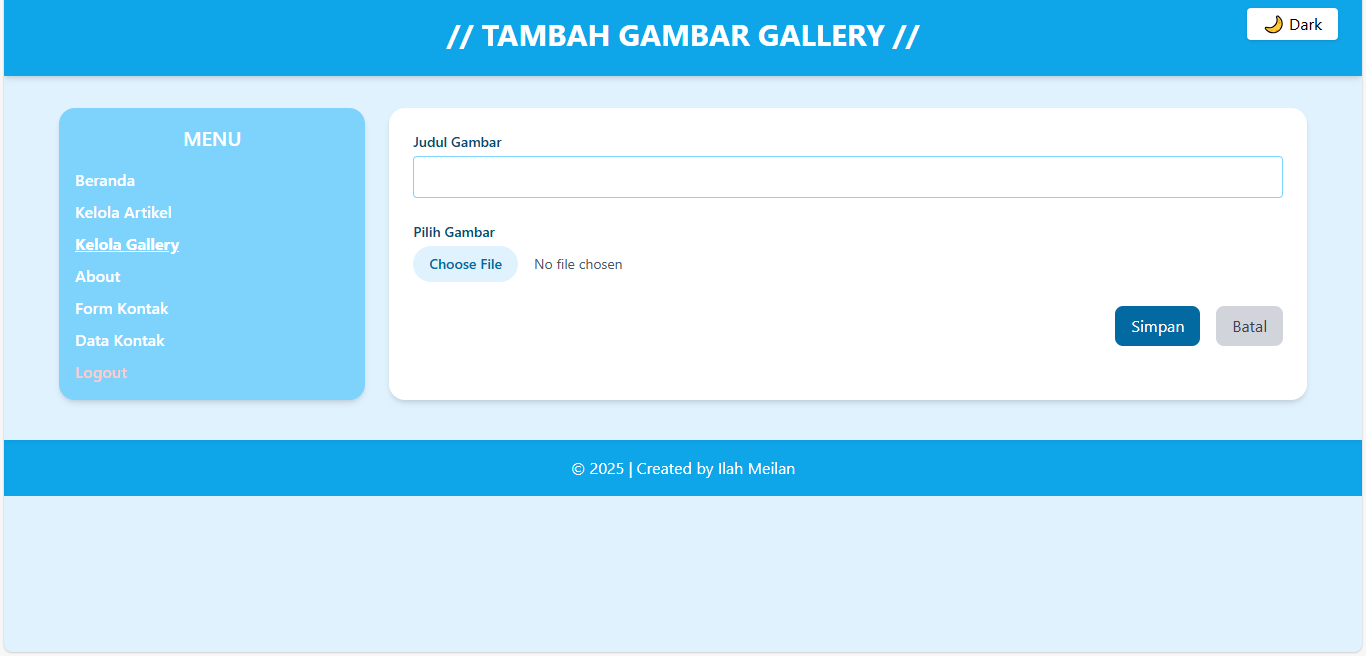 // TAMBAH GAMBAR GALLERY //
🌙 Dark
MENU
Beranda
Kelola Artikel
Kelola Gallery
About
Form Kontak
Data Kontak
Logout
Judul Gambar
Pilih Gambar
Choose File No file chosen
Simpan Batal
© 2025 | Created by Ilah Meilan